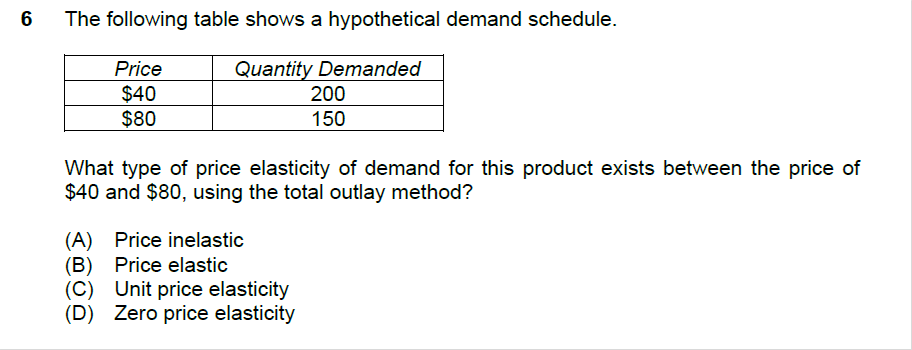 6 The following table shows a hypothetical demand schedule.
Price Quantity Demanded
$40 200
$80 150
What type of price elasticity of demand for this product exists between the price of
$40 and $80, using the total outlay method?
(A) Price inelastic
(B) Price elastic
(C) Unit price elasticity
(D) Zero price elasticity